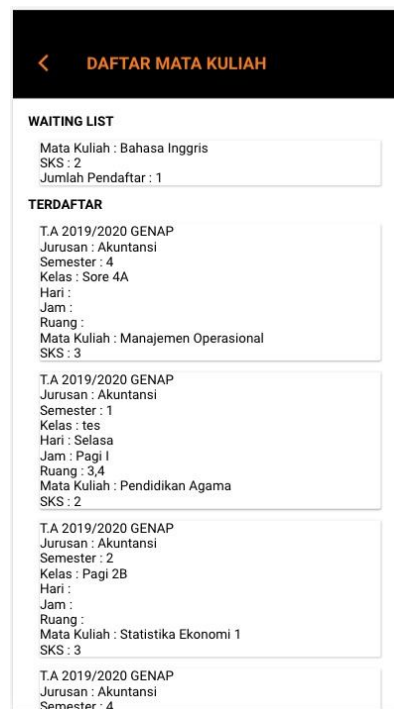 DAFTAR MATA KULIAH
WAITING LIST
Mata Kuliah : Bahasa Inggris
SKS : 2
Jumlah Pendaftar : 1
TERDAFTAR
T.A 2019/2020 GENAP
Jurusan : Akuntansi
Semester : 4
Kelas : Sore 4A
Hari :
Jam :
Ruang :
Mata Kuliah : Manajemen Operasional
SKS : 3
T.A 2019/2020 GENAP
Jurusan : Akuntansi
Semester : 1
Kelas : tes
Hari : Selasa
Jam : Pagi I
Ruang : 3,4
Mata Kuliah : Pendidikan Agama
SKS : 2
T.A 2019/2020 GENAP
Jurusan : Akuntansi
Semester : 2
Kelas : Pagi 2B
Hari :
Jam :
Ruang :
Mata Kuliah : Statistika Ekonomi 1
SKS : 3
T.A 2019/2020 GENAP
Jurusan : Akuntansi
Semester : 4